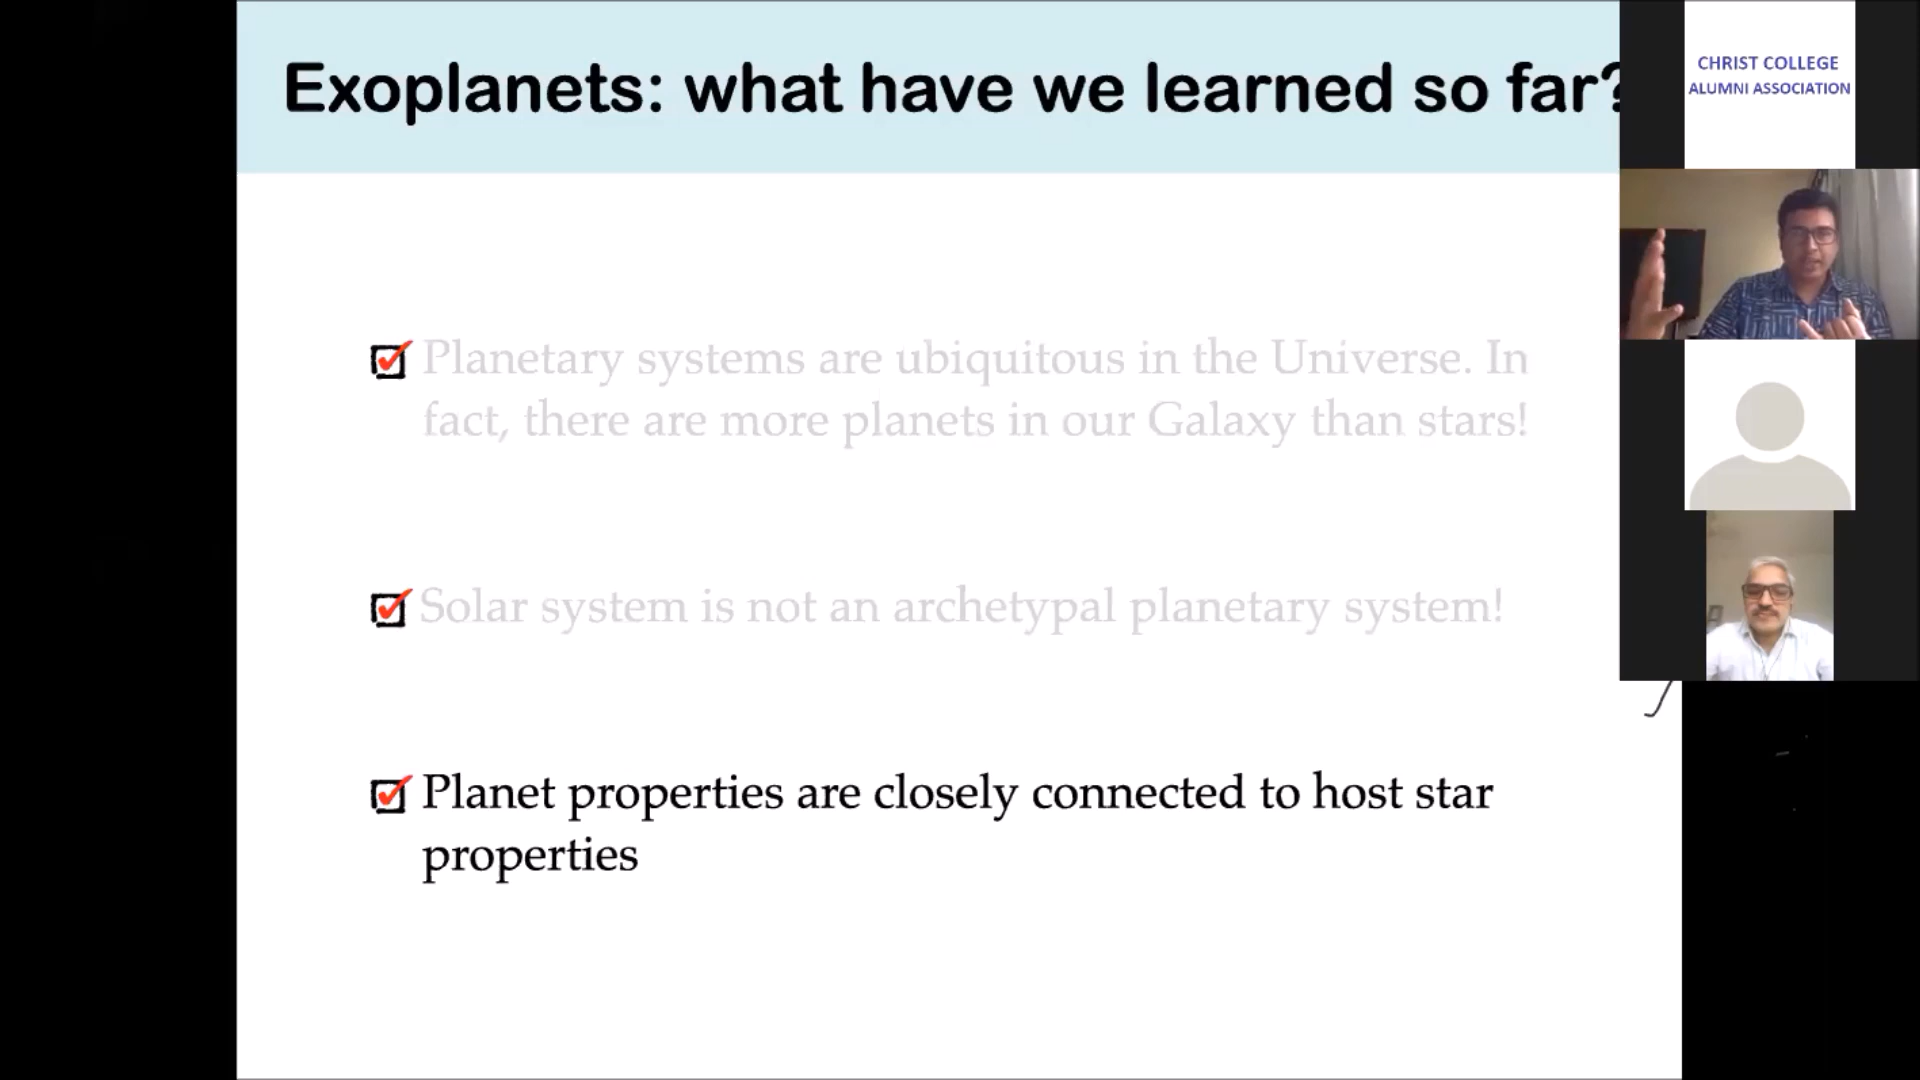 Exoplanets: what have we learned so far?
CHRIST COLLEGE
ALUMNI ASSOCIATION
Planetary systems are ubiquitous in the Universe. In
fact, there are more planets in our Galaxy than stars!
Solar system is not an archetypal planetary system!
Planet properties are closely connected to host star
properties